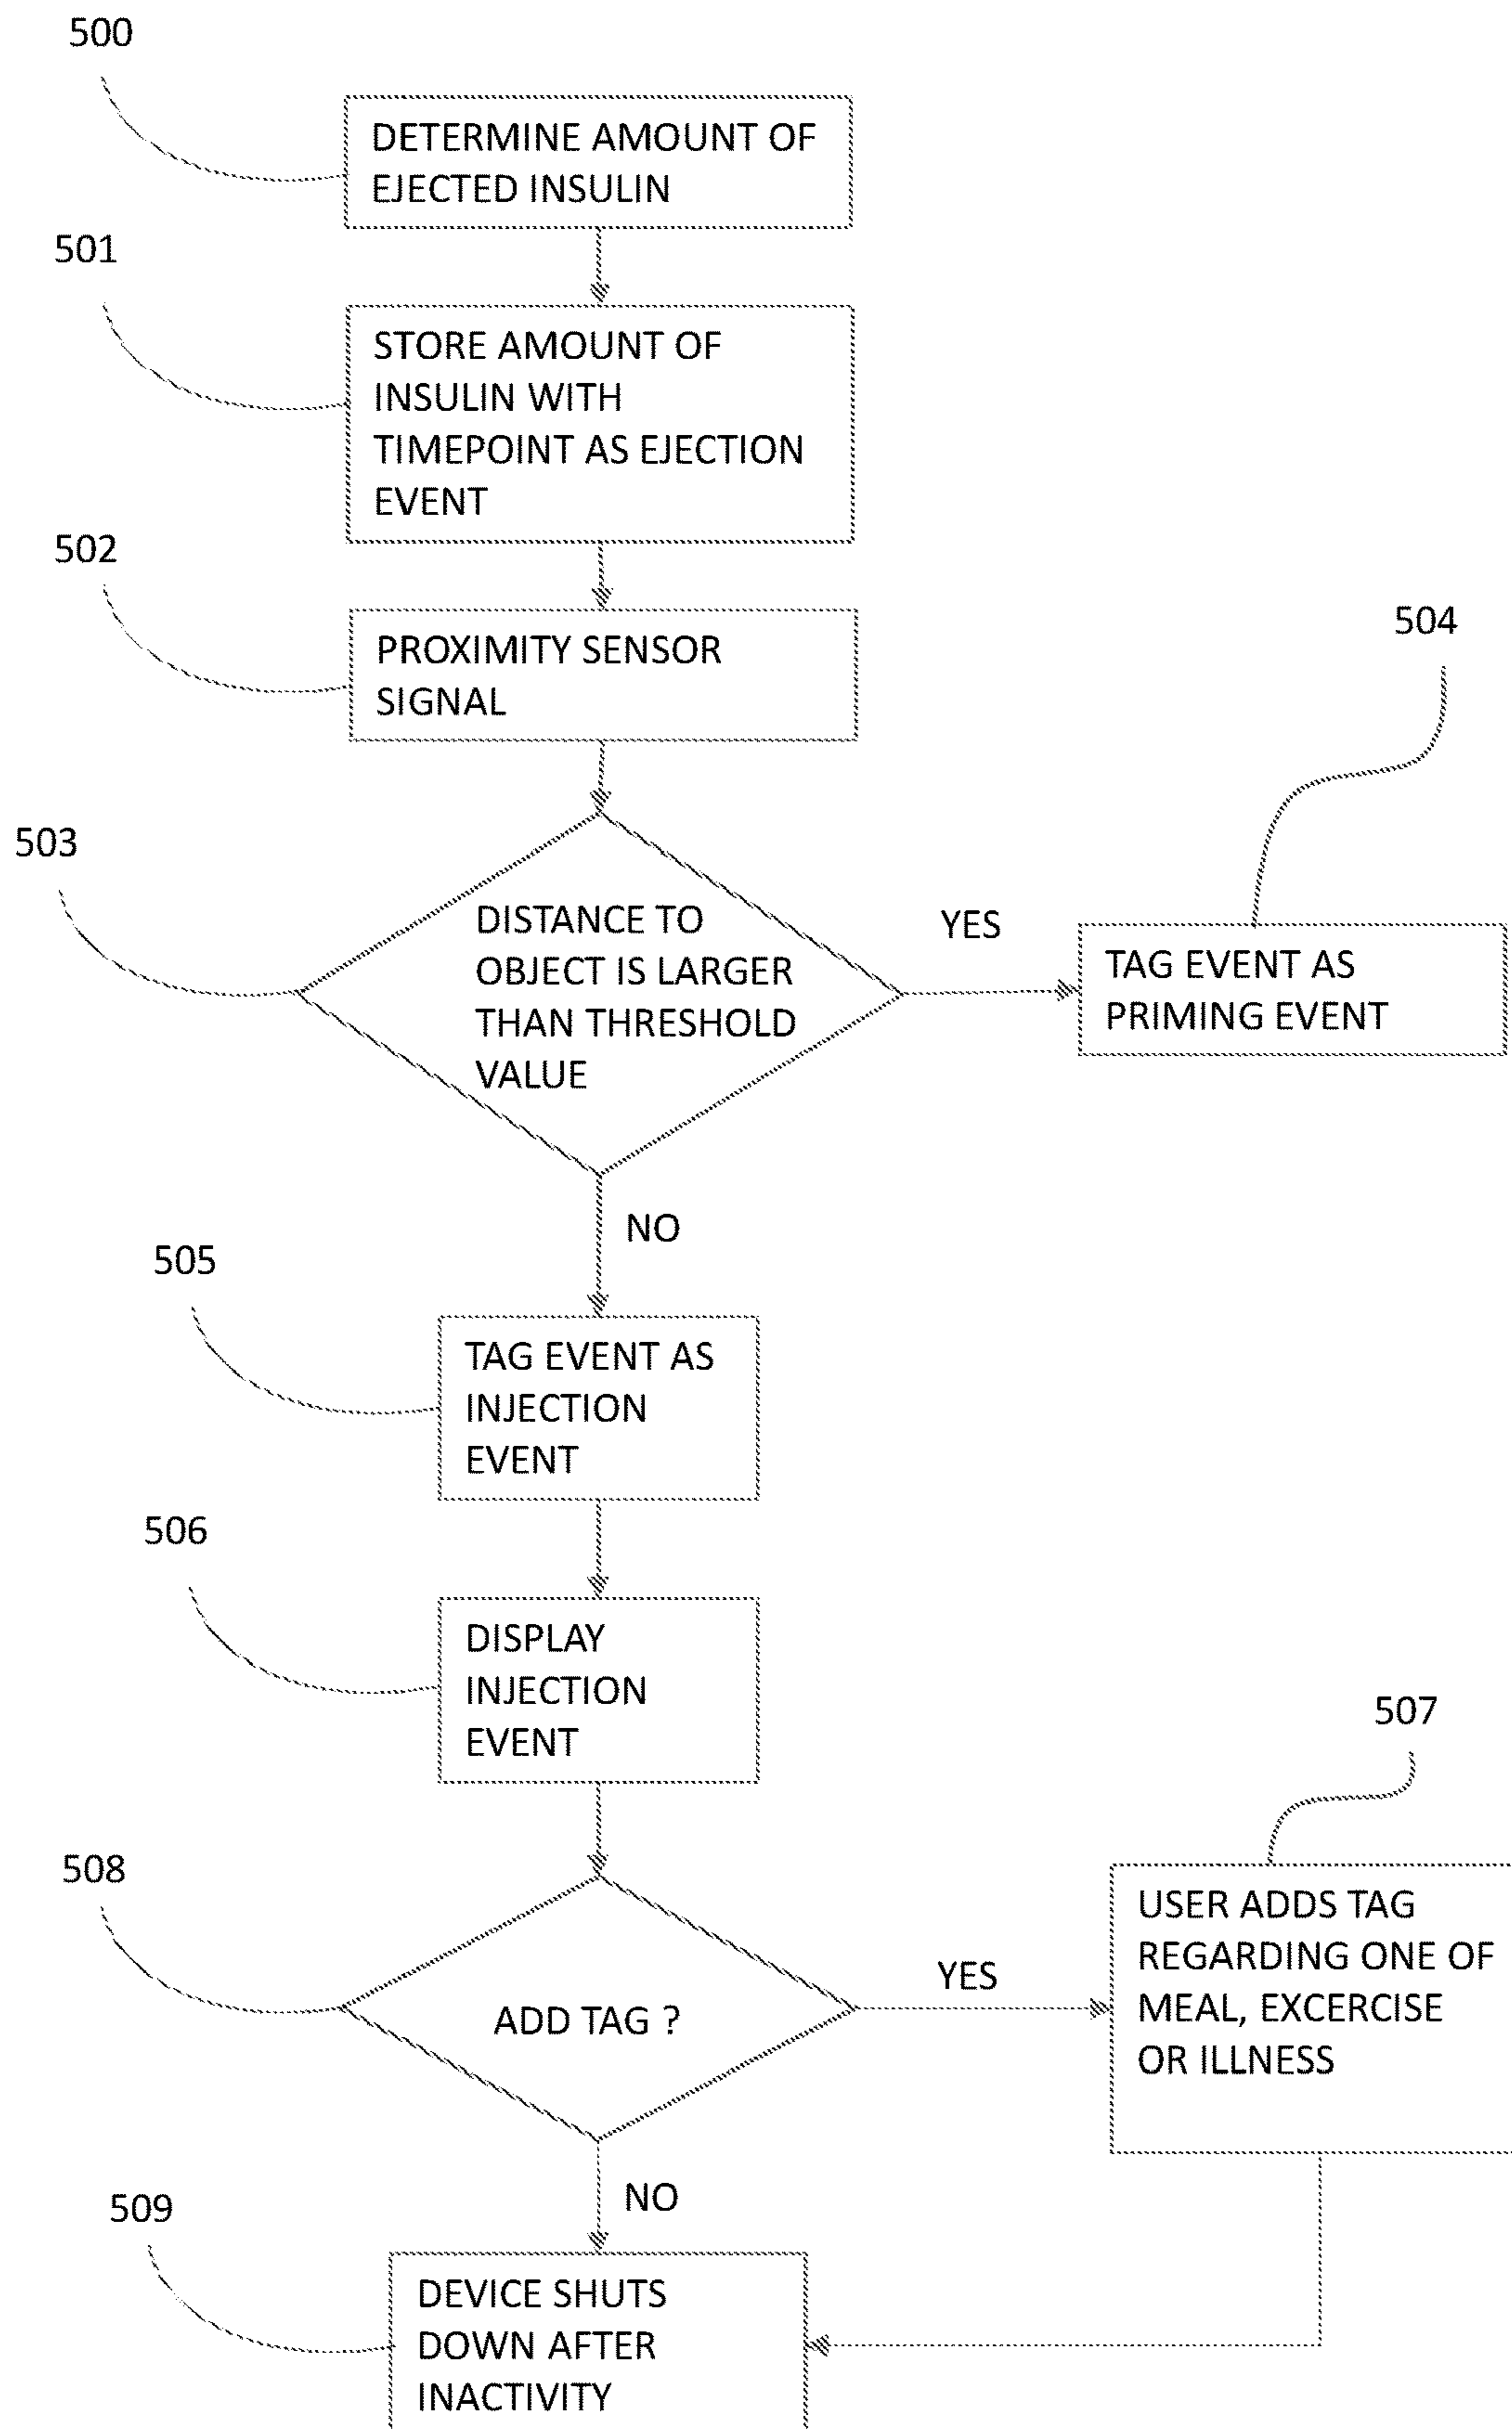 500
DETERMINE AMOUNT OF
EJECTED INSULIN
501
STORE AMOUNT OF
INSULIN WITH
TIMEPOINT AS EJECTION
EVENT
502
PROXIMITY SENSOR
SIGNAL
503
DISTANCE TO
OBJECT IS LARGER
THAN THRESHOLD
VALUE
YES
504
TAG EVENT AS
PRIMING EVENT
NO
505
TAG EVENT AS
INJECTION
EVENT
506
DISPLAY
INJECTION
EVENT
508
ADD TAG ?
YES
507
USER ADDS TAG
REGARDING ONE OF
MEAL, EXCERCISE
OR ILLNESS
NO
509
DEVICE SHUTS
DOWN AFTER
INACTIVITY